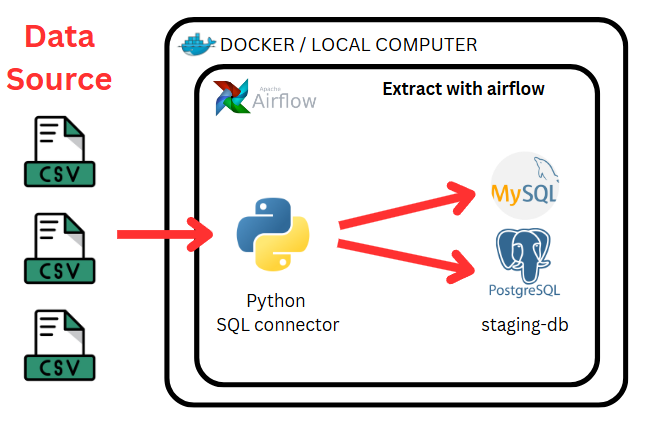 Data
Source
CSV
CSV
CSV
DOCKER / LOCAL COMPUTER
Apache
Airflow
Extract with airflow
Python
SQL connector
MySQL
PostgreSQL
staging-db